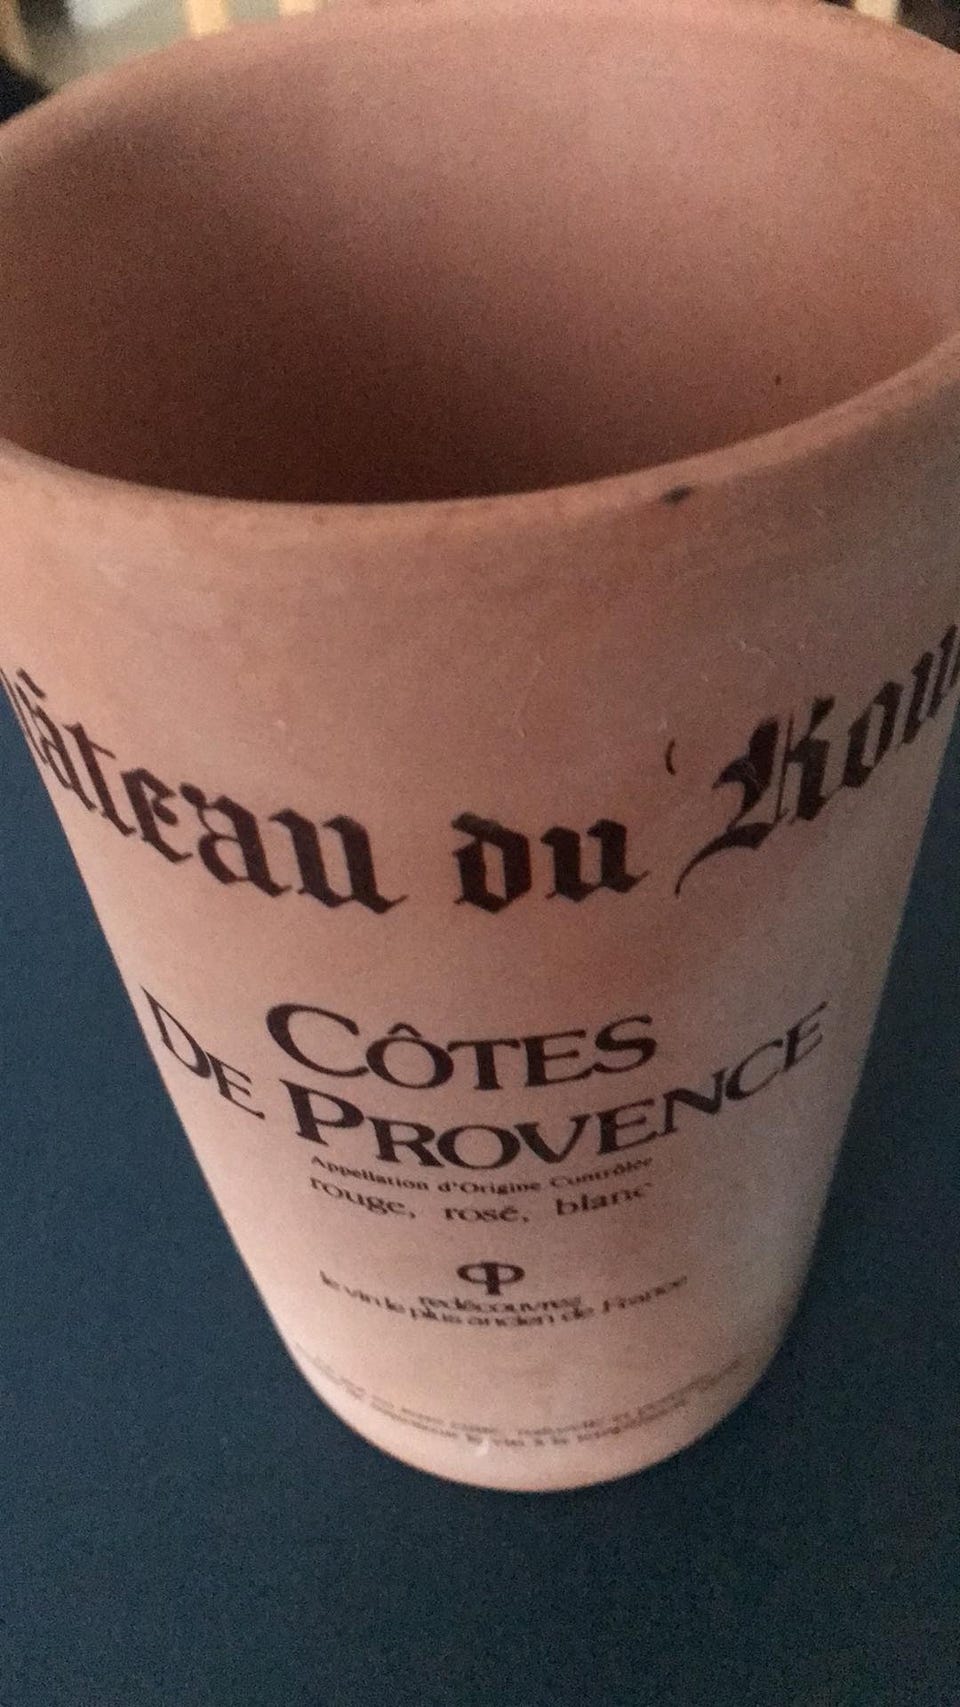 Château du Rou
CÔTES
DE PROVENCE
Appellation d'Origine Contrôlée
rouge, rosé, blanc
redécouvrez
le vin le plus ancien de France